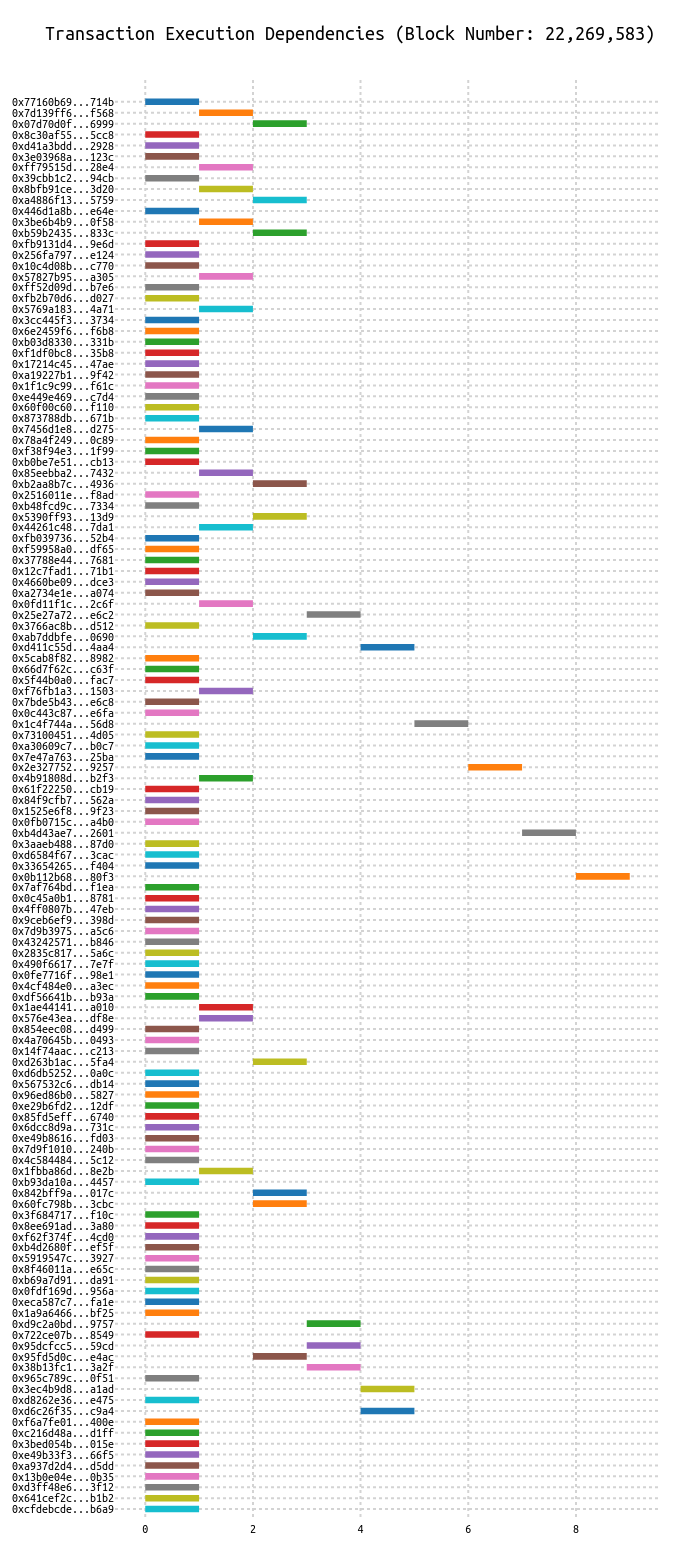 Transaction Execution Dependencies (Block Number: 22,269,583)
0x77160b69...714b
0x7d139ff6...f568
0x07d70d0f...6999
0x8c30af55...5cc8
0xd41a3bdd...2928
0x3e03968a...123c
0xff79515d...28e4
0x39cbb1c2...94cb
0x8bfb91ce...3d20
0xa4886f13...5759
0x446d1a8b...e64e
0x3be6b4b9...0f58
0xb59b2435...833c
0xfb9131d4...9e6d
0x256fa797...e124
0x10c4d08b...c770
0x57827b95...a305
0xff52d09d...b7e6
0xfb2b70d6...d027
0x5769a183...4a71
0x3cc445f3...3734
0x6e2459f6...f6b8
0xb03d8330...331b
0xf1df0bc8...35b8
0x17214c45...47ae
0xa19227b1...9f42
0x1f1c9c99...f61c
0xe449e469...c7d4
0x60f00c60...f110
0x873788db...671b
0x7456d1e8...d275
0x78a4f249...0c89
0xf38f94e3...1f99
0xb0be7e51...cb13
0x85eebba2...7432
0xb2aa8b7c...4936
0x2516011e...f8ad
0xb48fcd9c...7334
0x5390ff93...13d9
0x44261c48...7da1
0xfb039736...52b4
0xf59958a0...df65
0x37788e44...7681
0x12c7fad1...71b1
0x4660be09...dce3
0xa2734e1e...a074
0x0fd11f1c...2c6f
0x25e27a72...e6c2
0x3766ac8b...d512
0xab7ddbfe...0690
0xd411c55d...4aa4
0x5cab8f82...8982
0x66d7f62c...c63f
0x5f44b0a0...fac7
0xf76fb1a3...1503
0x7bde5b43...e6c8
0x0c443c87...e6fa
0x1c4f744a...56d8
0x73100451...4d05
0xa30609c7...b0c7
0x7e47a763...25ba
0x2e327752...9257
0x4b91808d...b2f3
0x61f22250...cb19
0x84f9cfb7...562a
0x1525e6f8...9f23
0x0fb0715c...a4b0
0xb4d43ae7...2601
0x3aaeb488...87d0
0xd6584f67...3cac
0x33654265...f404
0x0b112b68...80f3
0x7af764bd...f1ea
0x0c45a0b1...8781
0x4ff0807b...47eb
0x9ceb6ef9...398d
0x7d9b3975...a5c6
0x43242571...b846
0x2835c817...5a6c
0x490f6617...7e7f
0x0fe7716f...98e1
0x4cf484e0...a3ec
0xdf56641b...b93a
0x1ae44141...a010
0x576e43ea...df8e
0x854eec08...d499
0x4a70645b...0493
0x14f74aac...c213
0xd263b1ac...5fa4
0xd6db5252...0a0c
0x567532c6...db14
0x96ed86b0...5827
0xe29b6fd2...12df
0x85fd5eff...6740
0x6dcc8d9a...731c
0xe49b8616...fd03
0x7d9f1010...240b
0x4c584484...5c12
0x1fbba86d...8e2b
0xb93da10a...4457
0x842bff9a...017c
0x60fc798b...3cbc
0x3f684717...f10c
0x8ee691ad...3a80
0xf62f374f...4cd0
0xb4d2680f...ef5f
0x5919547c...3927
0x8f46011a...e65c
0xb69a7d91...da91
0x0fdf169d...956a
0xeca587c7...fa1e
0x1a9a6466...bf25
0xd9c2a0bd...9757
0x722ce07b...8549
0x95dcfcc5...59cd
0x95fd5d0c...e4ac
0x38b13fc1...3a2f
0x965c789c...0f51
0x3ec4b9d8...a1ad
0xd8262e36...e475
0xd6c26f35...c9a4
0xf6a7fe01...400e
0xc216d48a...d1ff
0x3bed054b...015e
0xe49b33f3...66f5
0xa937d2d4...d5dd
0x13b0e04e...0b35
0xd3ff48e6...3f12
0x641cef2c...b1b2
0xcfdebcde...b6a9
0 2 4 6 8